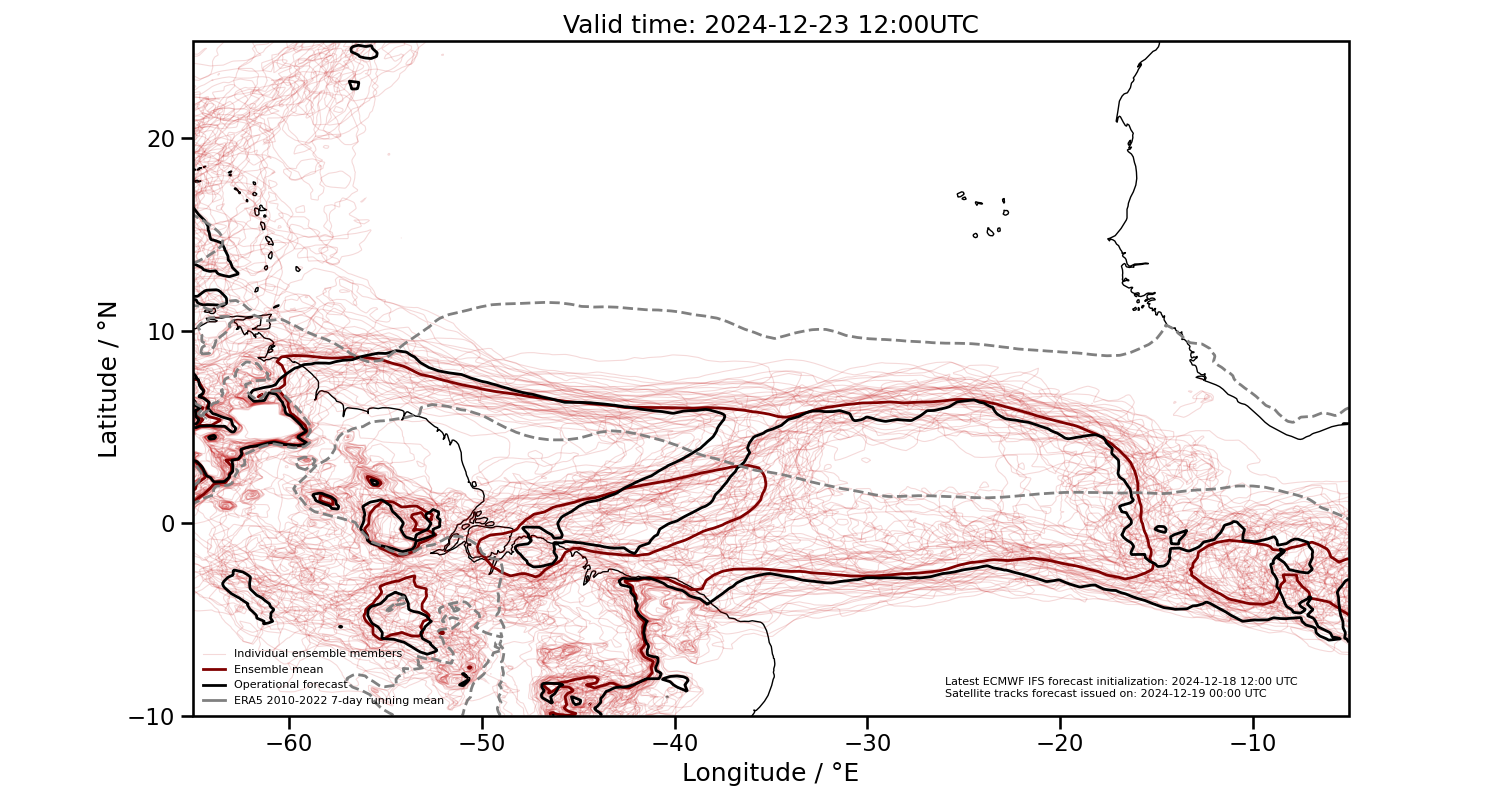 Valid time: 2024-12-23 12:00UTC
Latitude / °N
20
10
0
−10
Individual ensemble members
Ensemble mean
Operational forecast
ERA5 2010-2022 7-day running mean
Latest ECMWF IFS forecast initialization: 2024-12-18 12:00 UTC
Satellite tracks forecast issued on: 2024-12-19 00:00 UTC
−60 −50 −40 −30 −20 −10
Longitude / °E